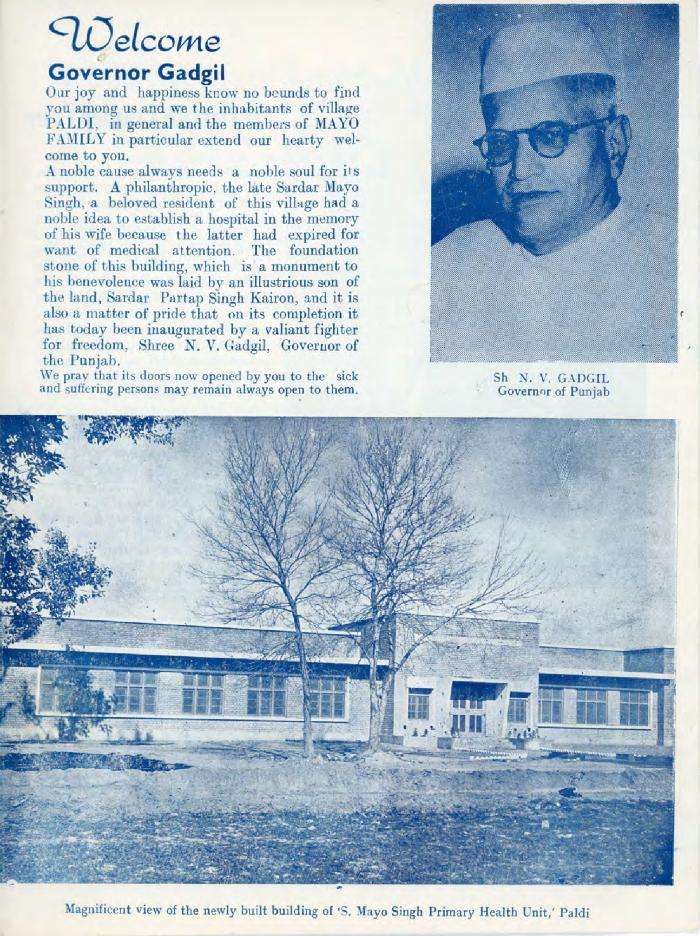 Welcome
Governor Gadgil
Our joy and happiness know no bounds to find
you among us and we the inhabitants of village
PALDI, in general and the members of MAYO
FAMILY in particular extend our hearty wel-
come to you.
A noble cause always needs a noble soul for its
support. A philanthropic, the late Sardar Mayo
Singh, a beloved resident of this village had a
noble idea to establish a hospital in the memory
of his wife because the latter had expired for
want of medical attention. The foundation
stone of this building, which is a monument to
his benevolence was laid by an illustrious son of
the land, Sardar Partap Singh Kairon, and it is
also a matter of pride that on its completion it
has today been inaugurated by a valiant fighter
for freedom, Shree N. V. Gadgil, Governor of
the Punjab.
We pray that its doors now opened by you to the sick
and suffering persons may remain always open to them.
Sh N. V. GADGIL
Governor of Punjab
Magnificent view of the newly built building of 'S. Mayo Singh Primary Health Unit,' Paldi